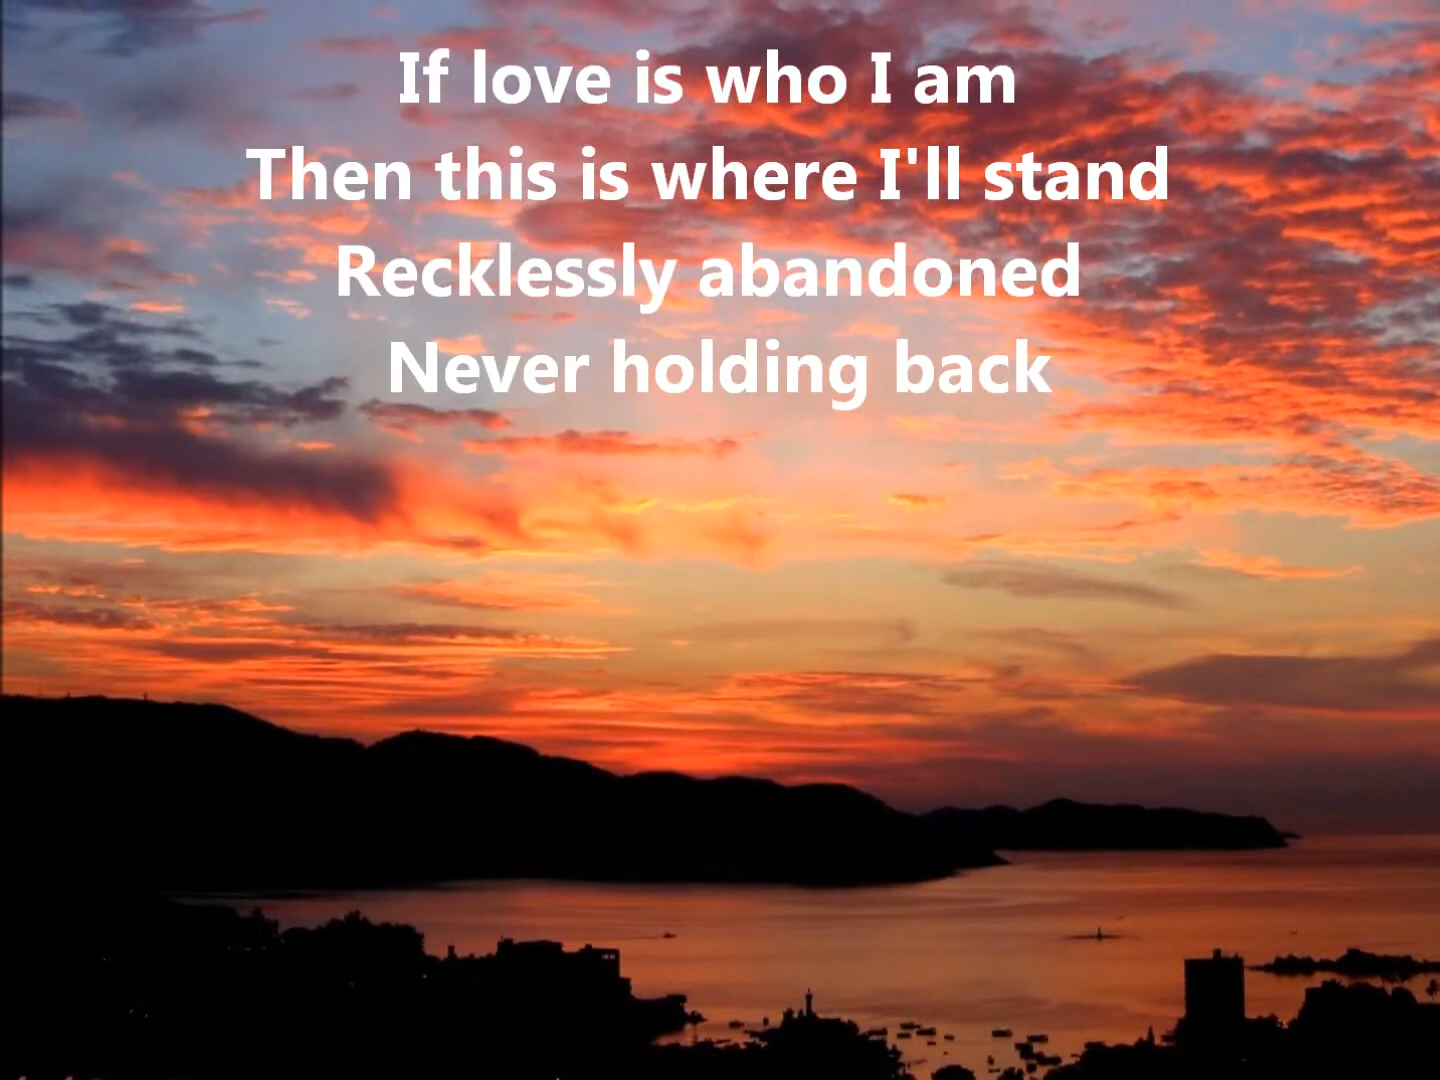 If love is who I am
Then this is where I'll stand
Recklessly abandoned
Never holding back